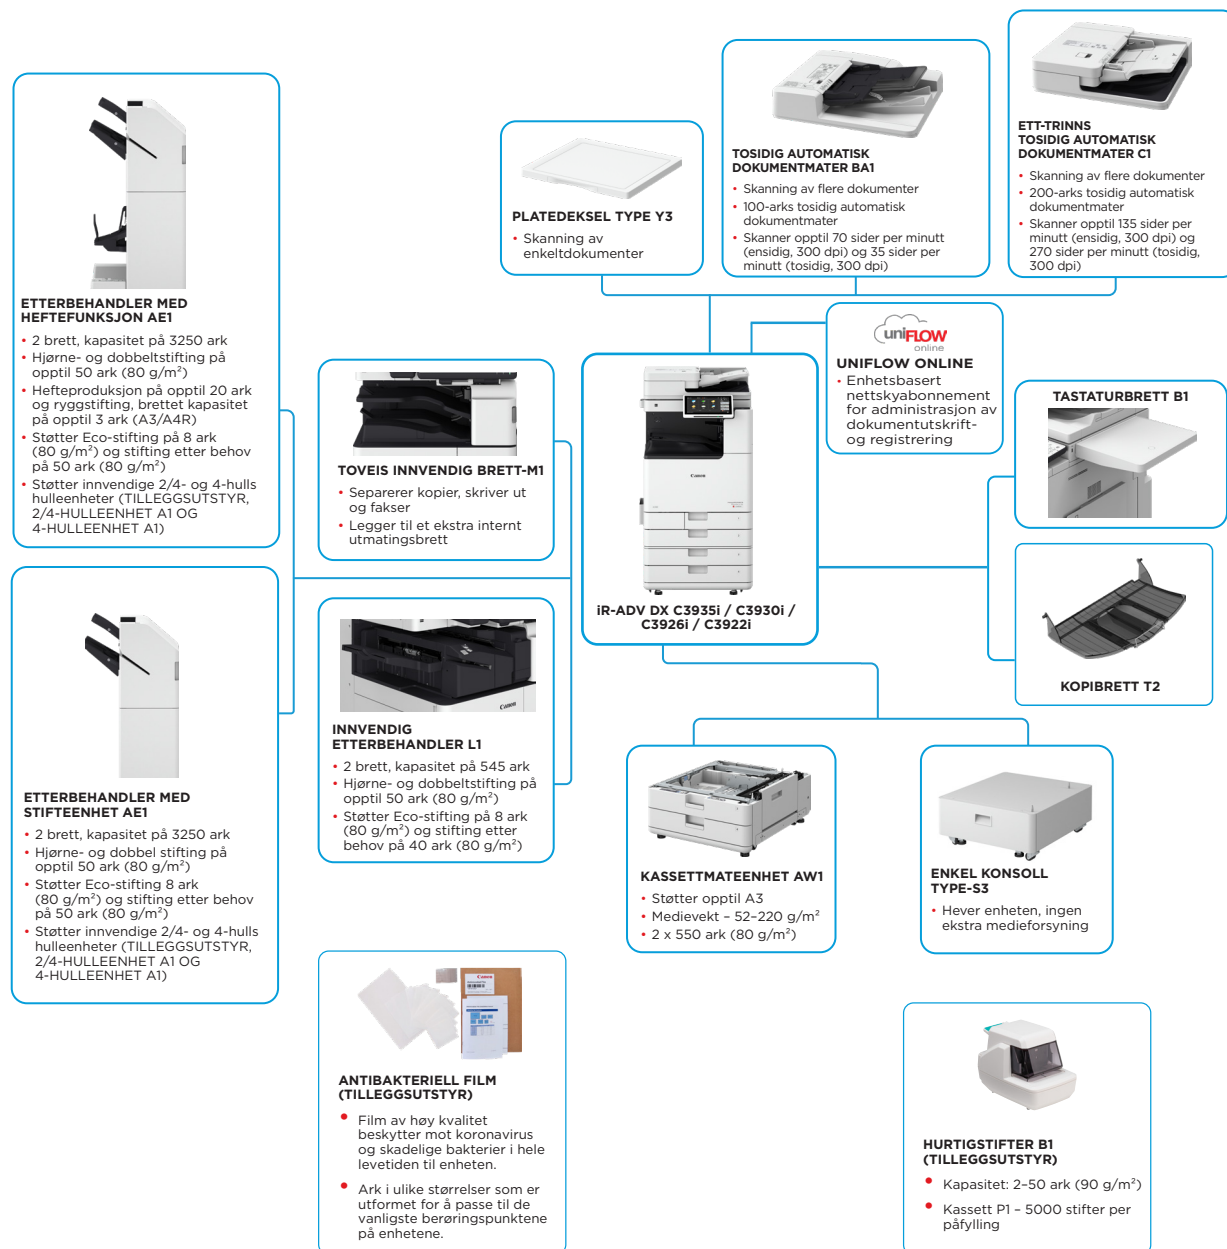 ETTERBEHANDLER MED
HEFTEFUNKSJON AE1
• 2 brett, kapasitet på 3250 ark
• Hjørne- og dobbeltstifting på
opptil 50 ark (80 g/m²)
• Hefteproduksjon på opptil 20 ark
og ryggstifting, brettet kapasitet
på opptil 3 ark (A3/A4R)
• Støtter Eco-stifting på 8 ark
(80 g/m²) og stifting etter behov
på 50 ark (80 g/m²)
• Støtter innvendige 2/4- og 4-hulls
hulleenheter (TILLEGGSUTSTYR,
2/4-HULLEENHET A1 OG
4-HULLEENHET A1)
ETTERBEHANDLER MED
STIFTEENHET AE1
• 2 brett, kapasitet på 3250 ark
• Hjørne- og dobbel stifting på
opptil 50 ark (80 g/m²)
• Støtter Eco-stifting 8 ark
(80 g/m²) og stifting etter behov
på 50 ark (80 g/m²)
• Støtter innvendige 2/4- og 4-hulls
hulleenheter (TILLEGGSUTSTYR,
2/4-HULLEENHET A1 OG
4-HULLEENHET A1)
TOVEIS INNVENDIG BRETT-M1
• Separerer kopier, skriver ut
og fakser
• Legger til et ekstra internt
utmatingsbrett
Canon
INNVENDIG
ETTERBEHANDLER L1
• 2 brett, kapasitet på 545 ark
• Hjørne- og dobbeltstifting på
opptil 50 ark (80 g/m²)
• Støtter Eco-stifting på 8 ark
(80 g/m²) og stifting etter
behov på 40 ark (80 g/m²)
Canon
ANTIBAKTERIELL FILM
(TILLEGGSUTSTYR)
• Film av høy kvalitet
beskytter mot koronavirus
og skadelige bakterier i hele
levetiden til enheten.
• Ark i ulike størrelser som er
utformet for å passe til de
vanligste berøringspunktene
på enhetene.
PLATEDEKSEL TYPE Y3
• Skanning av
enkeltdokumenter
TOSIDIG AUTOMATISK
DOKUMENTMATER BA1
• Skanning av flere dokumenter
• 100-arks tosidig automatisk
dokumentmater
• Skanner opptil 70 sider per minutt
(ensidig, 300 dpi) og 35 sider per
minutt (tosidig, 300 dpi)
ETT-TRINNS
TOSIDIG AUTOMATISK
DOKUMENTMATER C1
• Skanning av flere dokumenter
• 200-arks tosidig automatisk
dokumentmater
• Skanner opptil 135 sider per
minutt (ensidig, 300 dpi) og
270 sider per minutt (tosidig,
300 dpi)
uniFLOW
online
UNIFLOW ONLINE
• Enhetsbasert
nettskyabonnement
for administrasjon av
dokumentutskrift-
og registrering
Canon
iR-ADV DX C3935i / C3930i /
C3926i / C3922i
TASTATURBRETT B1
KOPIBRETT T2
KASSETTMATEENHET AW1
• Støtter opptil A3
• Medievekt – 52–220 g/m²
• 2 x 550 ark (80 g/m²)
ENKEL KONSOLL
TYPE-S3
• Hever enheten, ingen
ekstra medieforsyning
HURTIGSTIFTER B1
(TILLEGGSUTSTYR)
• Kapasitet: 2–50 ark (90 g/m²)
• Kassett P1 – 5000 stifter per
påfylling